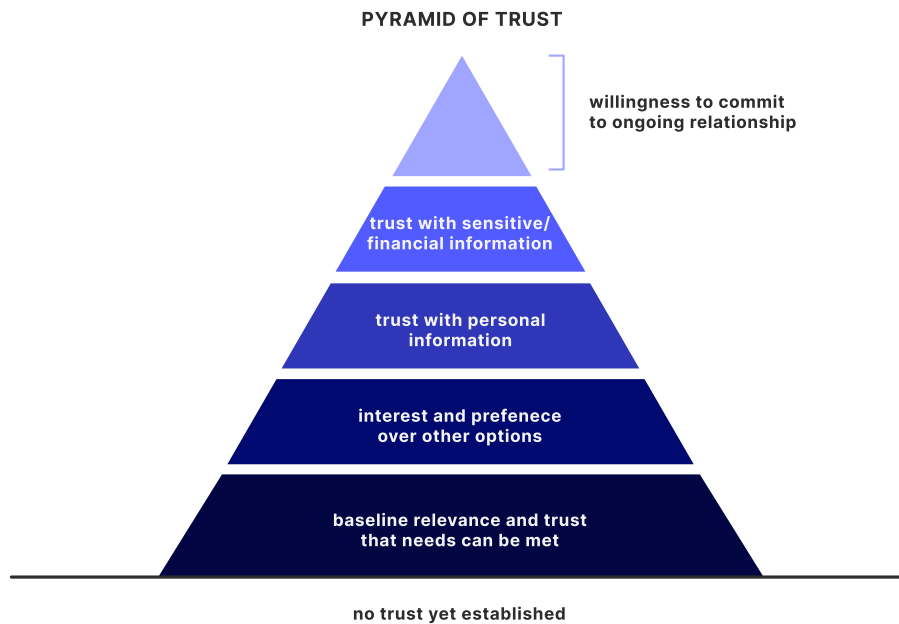 PYRAMID OF TRUST
willingness to commit
to ongoing relationship
trust with sensitive/
financial information
trust with personal
information
interest and prefenece
over other options
baseline relevance and trust
that needs can be met
no trust yet established